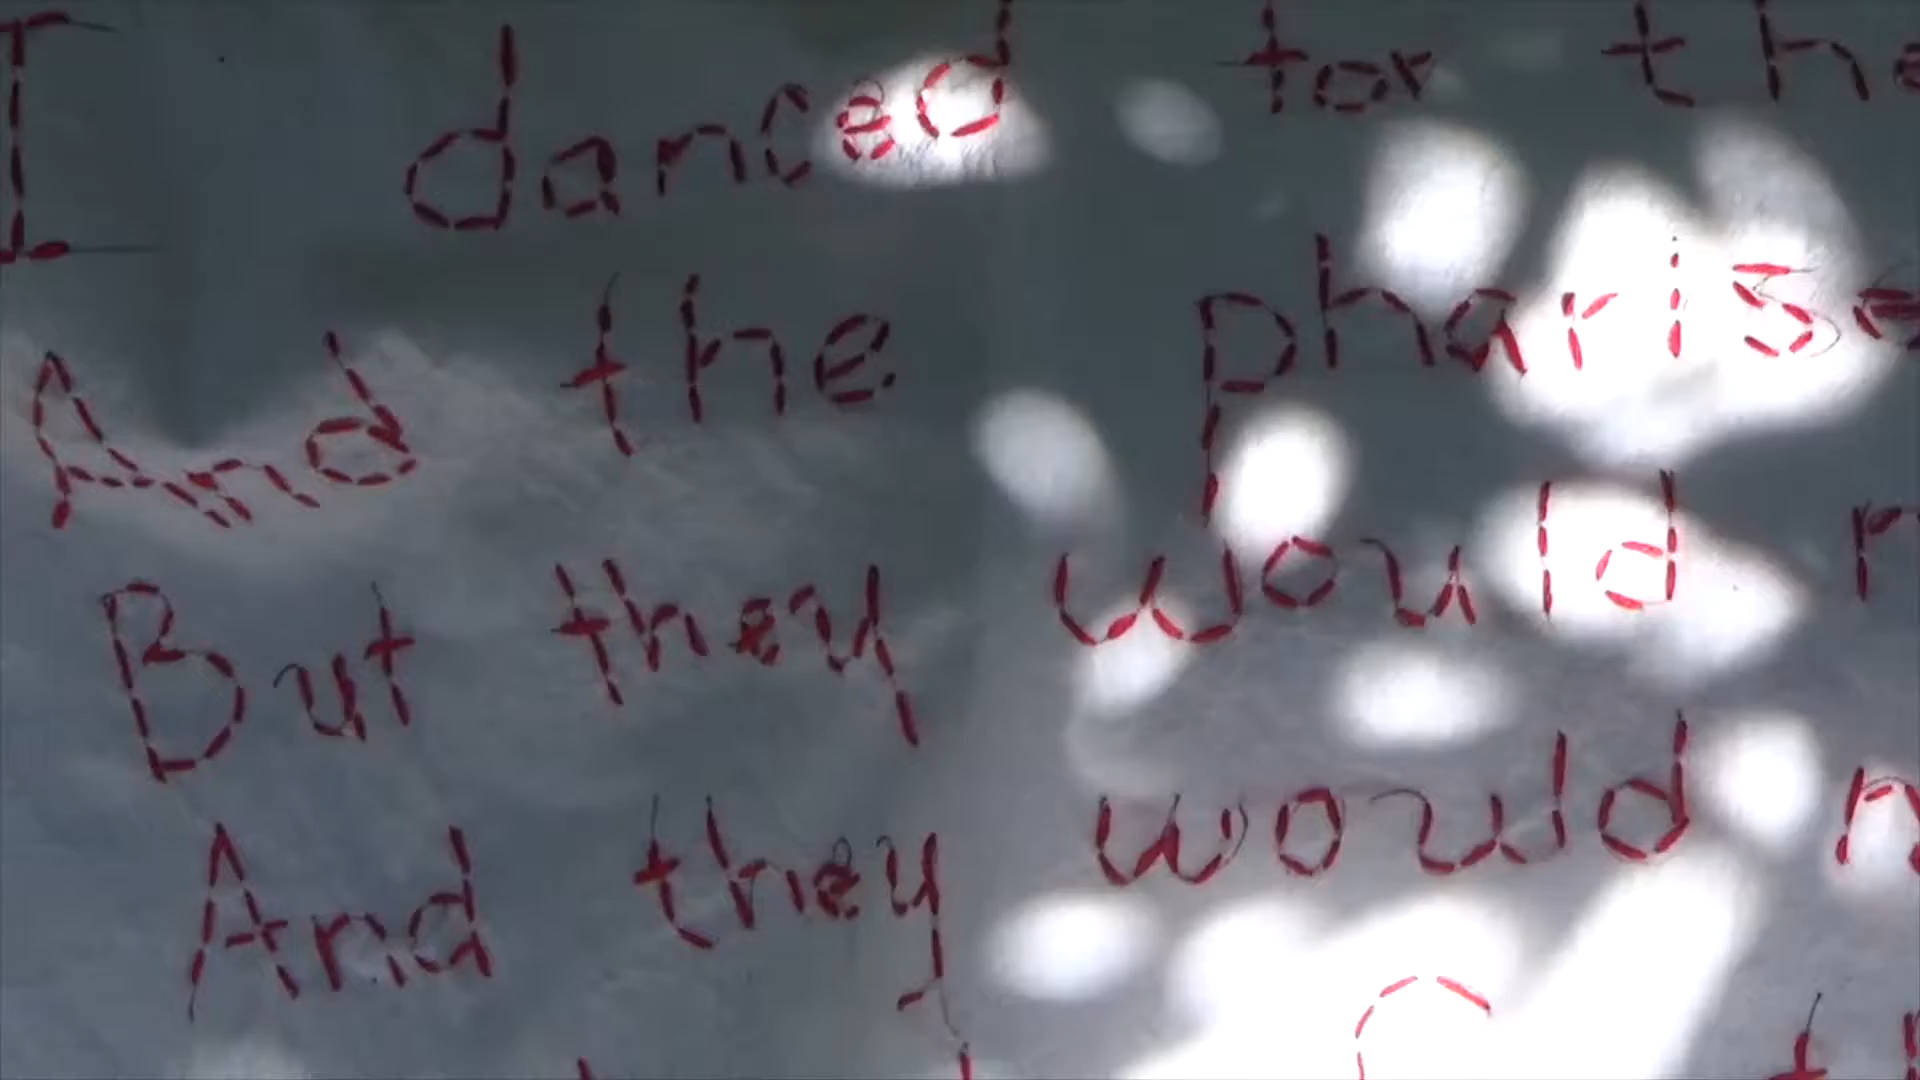 I danced for the
And the pharise
But they would n
And they would n